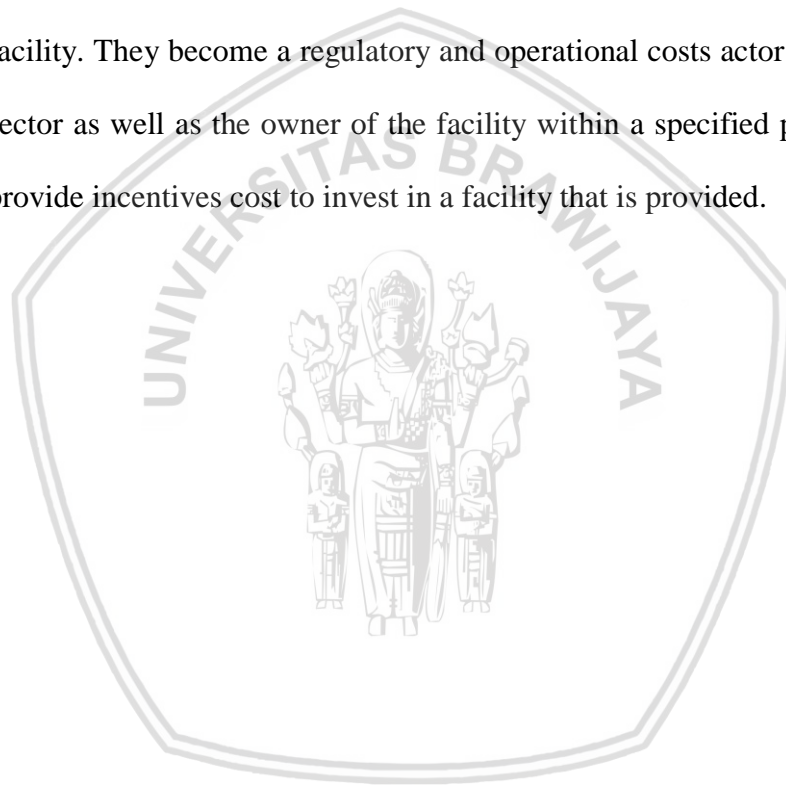 acility. They become a regulatory and operational costs actor
ector as well as the owner of the facility within a specified p
provide incentives cost to invest in a facility that is provided.
UNIVERSITAS BRAWIJAYA